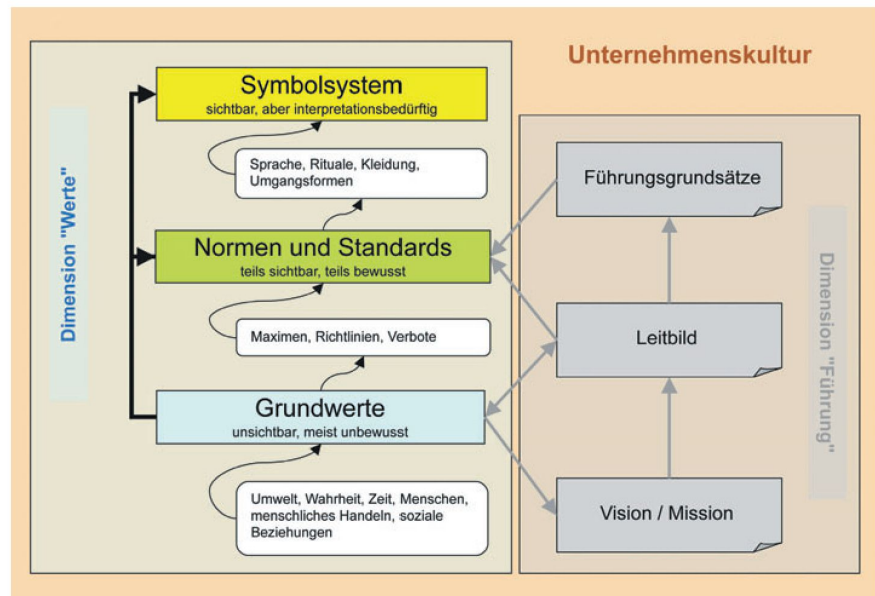 Unternehmenskultur
Dimension "Werte"
Symbolsystem
sichtbar, aber interpretationsbedürftig
Sprache, Rituale, Kleidung,
Umgangsformen
Normen und Standards
teils sichtbar, teils bewusst
Maximen, Richtlinien, Verbote
Grundwerte
unsichtbar, meist unbewusst
Umwelt, Wahrheit, Zeit, Menschen,
menschliches Handeln, soziale
Beziehungen
Führungsgrundsätze
Leitbild
Vision / Mission
Dimension "Führung"